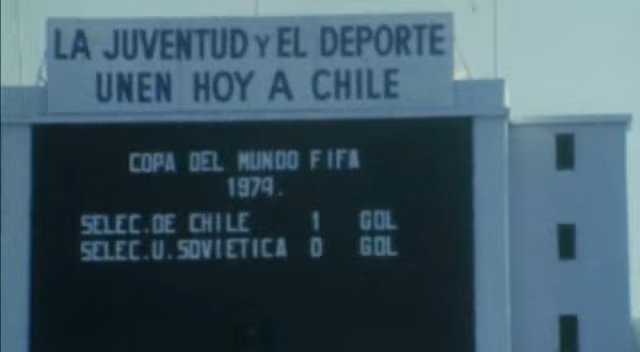 LA JUVENTUD Y EL DEPORTE
UNEN HOY A CHILE
COPA DEL MUNDO FIFA
1974.
SELEC.DE CHILE 1 GOL
SELEC.U.SOVIETICA 0 GOL